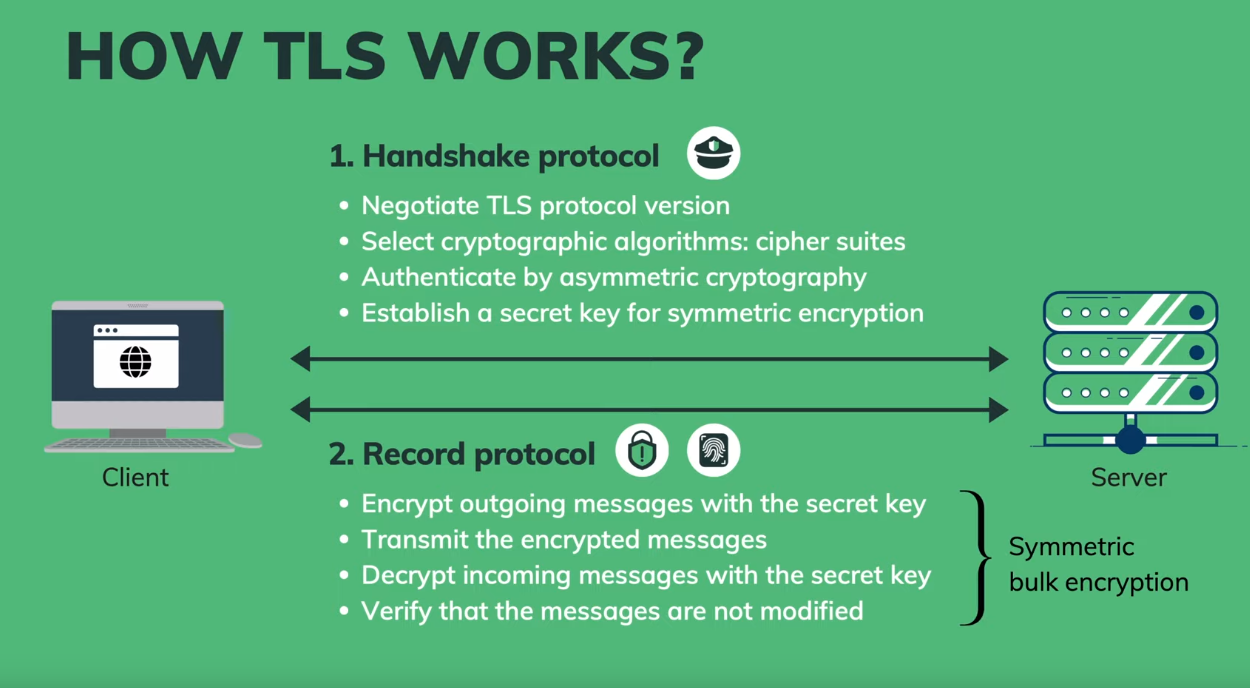 HOW TLS WORKS?
1. Handshake protocol
• Negotiate TLS protocol version
• Select cryptographic algorithms: cipher suites
• Authenticate by asymmetric cryptography
• Establish a secret key for symmetric encryption
Client
Server
2. Record protocol
• Encrypt outgoing messages with the secret key
• Transmit the encrypted messages
• Decrypt incoming messages with the secret key
• Verify that the messages are not modified
Symmetric
bulk encryption